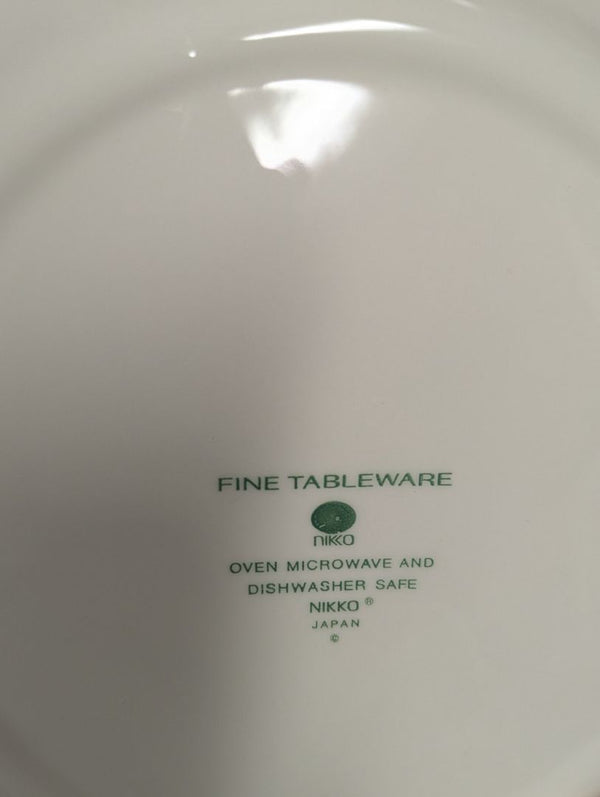 FINE TABLEWARE
NIKKO
OVEN MICROWAVE AND
DISHWASHER SAFE
NIKKO ®
JAPAN
©